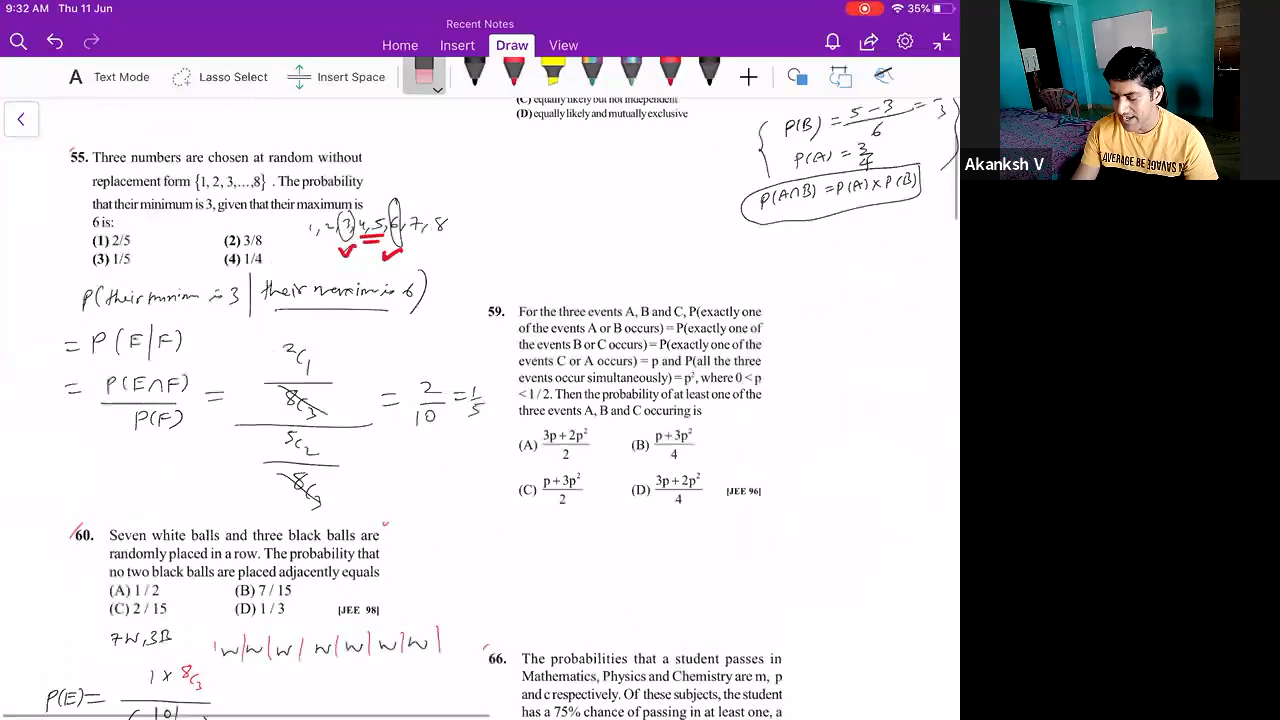 9:32 AM Thu 11 Jun
35%
Recent Notes
Home Insert Draw View
Text Mode Lasso Select Insert Space
(C) equally likely but not independent
(D) equally likely and mutually exclusive
P(B) = 5-3 / 6 = 1/3
P(A) = 3/4
P(A∩B) = P(A) × P(B)
Akanksh V
55. Three numbers are chosen at random without
replacement form {1, 2, 3,...,8} . The probability
that their minimum is 3, given that their maximum is
6 is:
1, 2, 3, 4, 5, 6, 7, 8
(1) 2/5 (2) 3/8
(3) 1/5 (4) 1/4
P(their minimum is 3 | their maximum is 6)
= P(E/F)
= P(E∩F) / P(F) = ²C₁ / ⁸C₃ / ⁵C₂ / ⁸C₃ = 2/10 = 1/5
59. For the three events A, B and C, P(exactly one
of the events A or B occurs) = P(exactly one of
the events B or C occurs) = P(exactly one of the
events C or A occurs) = p and P(all the three
events occur simultaneously) = p², where 0 < p
< 1/2. Then the probability of at least one of the
three events A, B and C occuring is
(A) 3p + 2p² / 2 (B) p + 3p² / 4
(C) p + 3p² / 2 (D) 3p + 2p² / 4 [JEE 96]
60. Seven white balls and three black balls are
randomly placed in a row. The probability that
no two black balls are placed adjacently equals
(A) 1 / 2 (B) 7 / 15
(C) 2 / 15 (D) 1 / 3 [JEE 98]
7W, 3B
W|W|W|W|W|W|W|
P(E) = 1 × ⁸C₃
66. The probabilities that a student passes in
Mathematics, Physics and Chemistry are m, p
and c respectively. Of these subjects, the student
has a 75% chance of passing in at least one, a